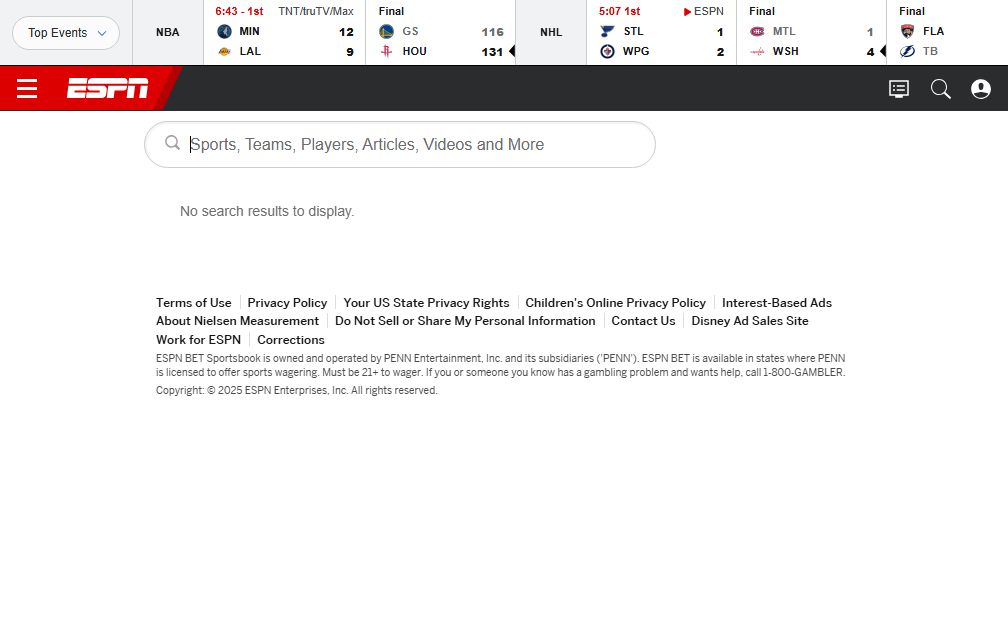 Top Events
NBA
6:43 - 1st TNT/truTV/Max
MIN 12
LAL 9
Final
GS 116
HOU 131
NHL
5:07 1st ESPN
STL 1
WPG 2
Final
MTL 1
WSH 4
Final
FLA
TB
ESPN
Sports, Teams, Players, Articles, Videos and More
No search results to display.
Terms of Use Privacy Policy Your US State Privacy Rights Children's Online Privacy Policy Interest-Based Ads
About Nielsen Measurement Do Not Sell or Share My Personal Information Contact Us Disney Ad Sales Site
Work for ESPN Corrections
ESPN BET Sportsbook is owned and operated by PENN Entertainment, Inc. and its subsidiaries ('PENN'). ESPN BET is available in states where PENN
is licensed to offer sports wagering. Must be 21+ to wager. If you or someone you know has a gambling problem and wants help, call 1-800-GAMBLER.
Copyright: © 2025 ESPN Enterprises, Inc. All rights reserved.